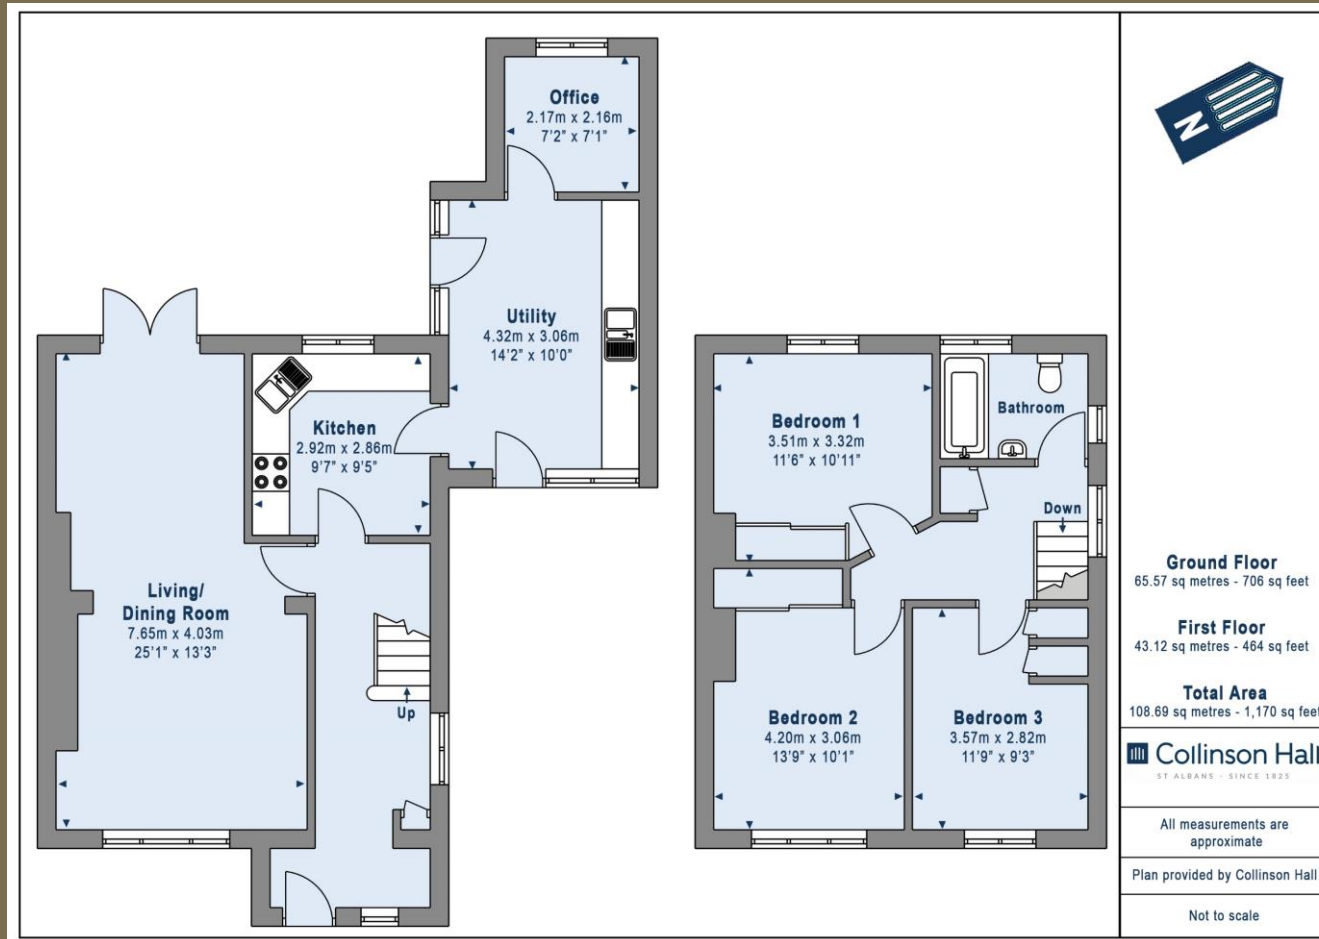 Office
2.17m x 2.16m
7'2" x 7'1"
Utility
4.32m x 3.06m
14'2" x 10'0"
Kitchen
2.92m x 2.86m
9'7" x 9'5"
Living/
Dining Room
7.65m x 4.03m
25'1" x 13'3"
Up
Bedroom 1
3.51m x 3.32m
11'6" x 10'11"
Bathroom
Down
Bedroom 2
4.20m x 3.06m
13'9" x 10'1"
Bedroom 3
3.57m x 2.82m
11'9" x 9'3"
N
Ground Floor
65.57 sq metres - 706 sq feet
First Floor
43.12 sq metres - 464 sq feet
Total Area
108.69 sq metres - 1,170 sq feet
Collinson Hall
ST ALBANS - SINCE 1825
All measurements are
approximate
Plan provided by Collinson Hall
Not to scale